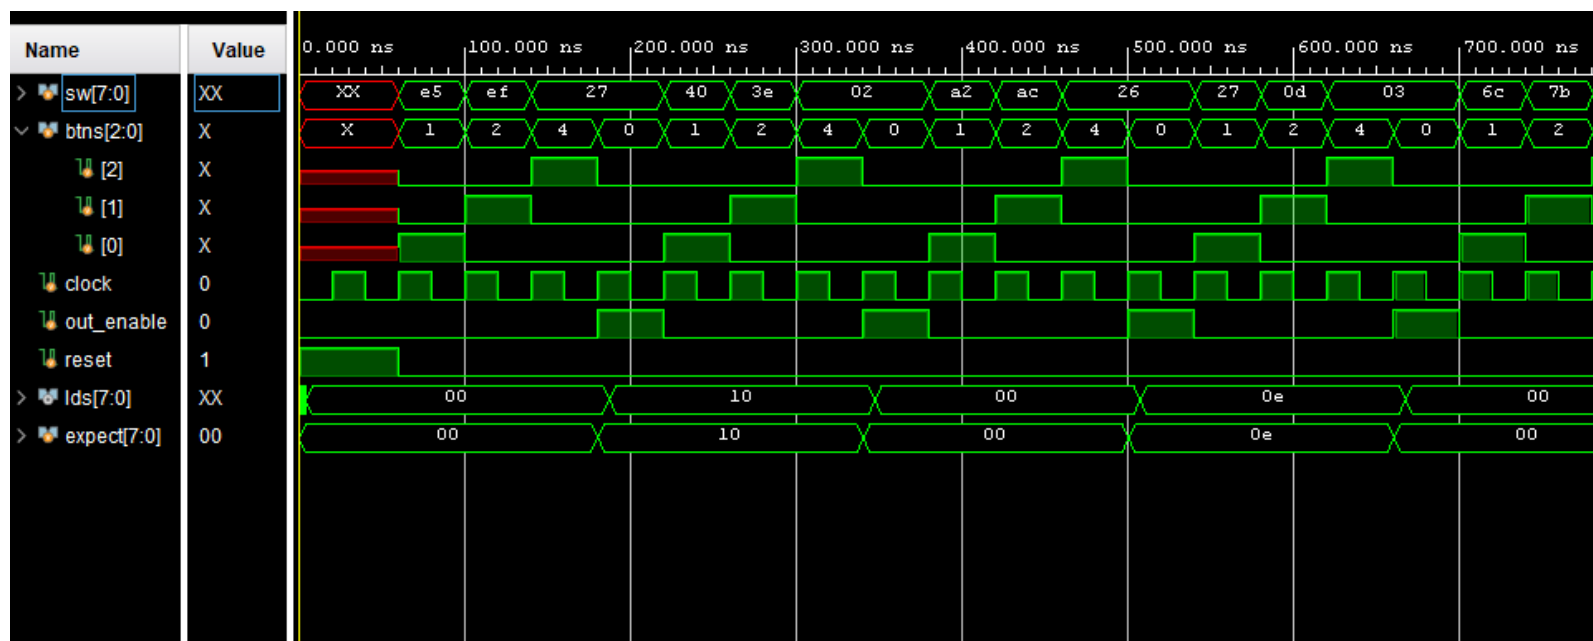 Name Value 0.000 ns 100.000 ns 200.000 ns 300.000 ns 400.000 ns 500.000 ns 600.000 ns 700.000 ns
sw[7:0] XX XX e5 ef 27 40 3e 02 a2 ac 26 27 0d 03 6c 7b
btns[2:0] X X 1 2 4 0 1 2 4 0 1 2 4 0 1 2 4 0 1 2
[2] X
[1] X
[0] X
clock 0
out_enable 0
reset 1
lds[7:0] XX 00 10 00 0e 00
expect[7:0] 00 00 10 00 0e 00